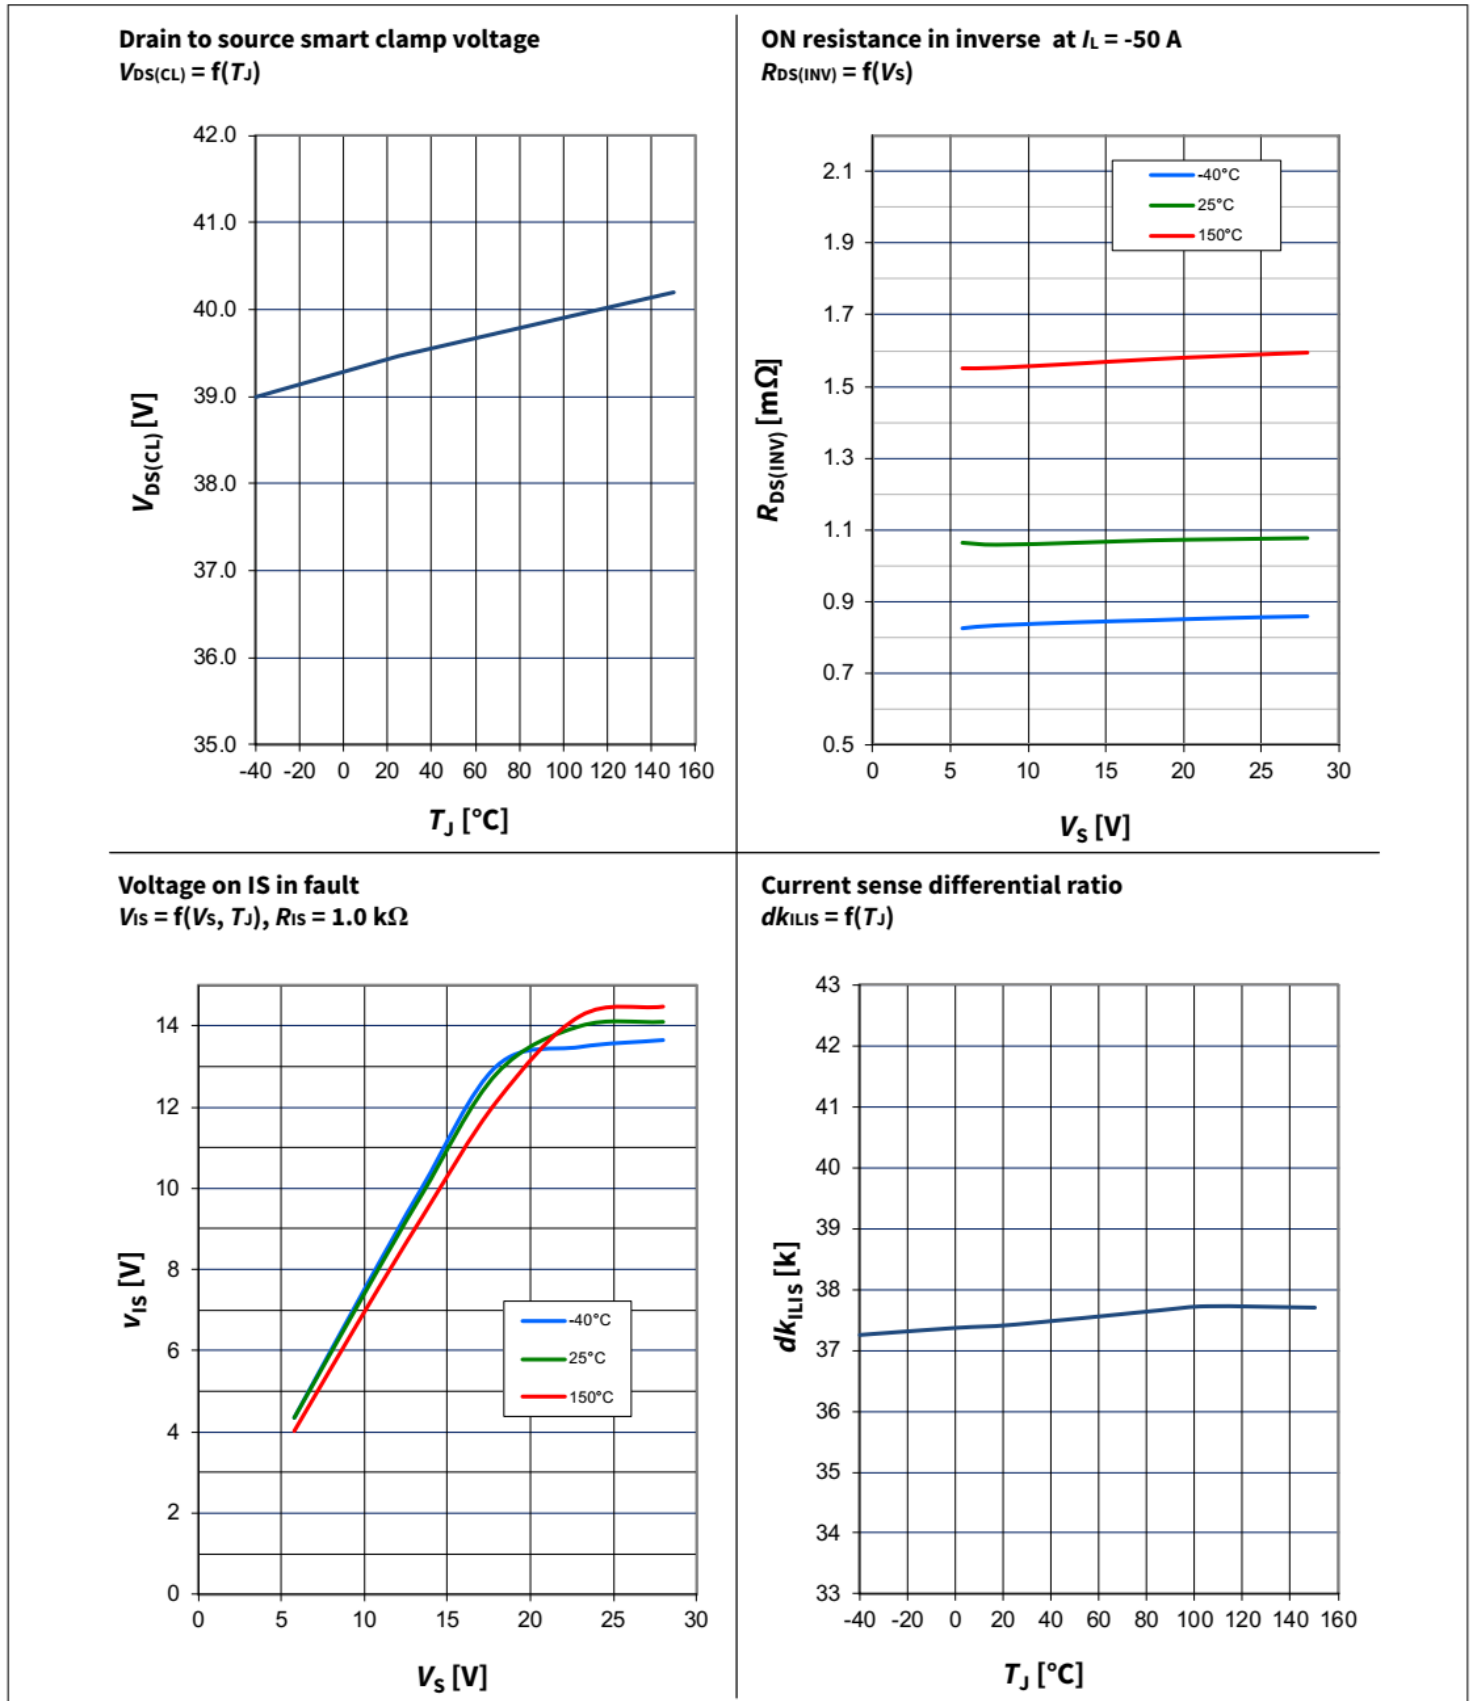 Drain to source smart clamp voltage
VDS(CL) = f(TJ)
42.0
41.0
40.0
39.0
38.0
37.0
36.0
35.0
-40 -20 0 20 40 60 80 100 120 140 160
VDS(CL) [V]
TJ [°C]
ON resistance in inverse at IL = -50 A
RDS(INV) = f(VS)
2.1
1.9
1.7
1.5
1.3
1.1
0.9
0.7
0.5
0 5 10 15 20 25 30
-40°C
25°C
150°C
RDS(INV) [mΩ]
VS [V]
Voltage on IS in fault
VIS = f(VS, TJ), RIS = 1.0 kΩ
14
12
10
8
6
4
2
0
0 5 10 15 20 25 30
-40°C
25°C
150°C
vIS [V]
VS [V]
Current sense differential ratio
dkILIS = f(TJ)
43
42
41
40
39
38
37
36
35
34
33
-40 -20 0 20 40 60 80 100 120 140 160
dkILIS [k]
TJ [°C]